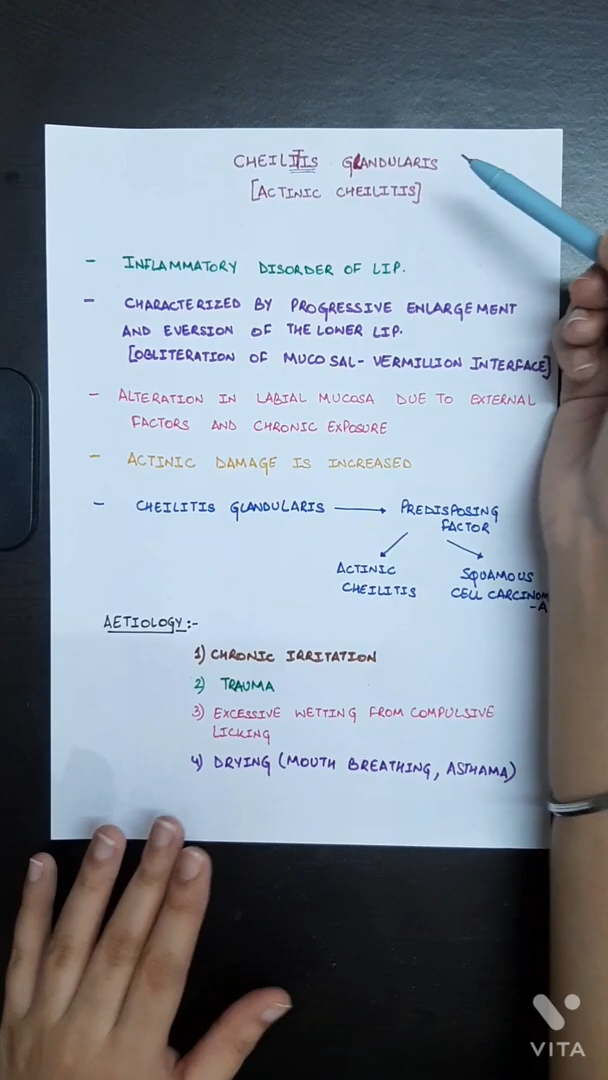 CHEILITIS GLANDULARIS
[ACTINIC CHEILITIS]
- INFLAMMATORY DISORDER OF LIP.
- CHARACTERIZED BY PROGRESSIVE ENLARGEMENT
AND EVERSION OF THE LOWER LIP.
[OBLITERATION OF MUCOSAL-VERMILLION INTERFACE]
- ALTERATION IN LABIAL MUCOSA DUE TO EXTERNAL
FACTORS AND CHRONIC EXPOSURE
- ACTINIC DAMAGE IS INCREASED
- CHEILITIS GLANDULARIS → PREDISPOSING
FACTOR
ACTINIC
CHEILITIS
SQUAMOUS
CELL CARCINOM
-A
AETIOLOGY:-
1) CHRONIC IRRITATION
2) TRAUMA
3) EXCESSIVE WETTING FROM COMPULSIVE
LICKING
4) DRYING (MOUTH BREATHING, ASTHAMA)
VITA